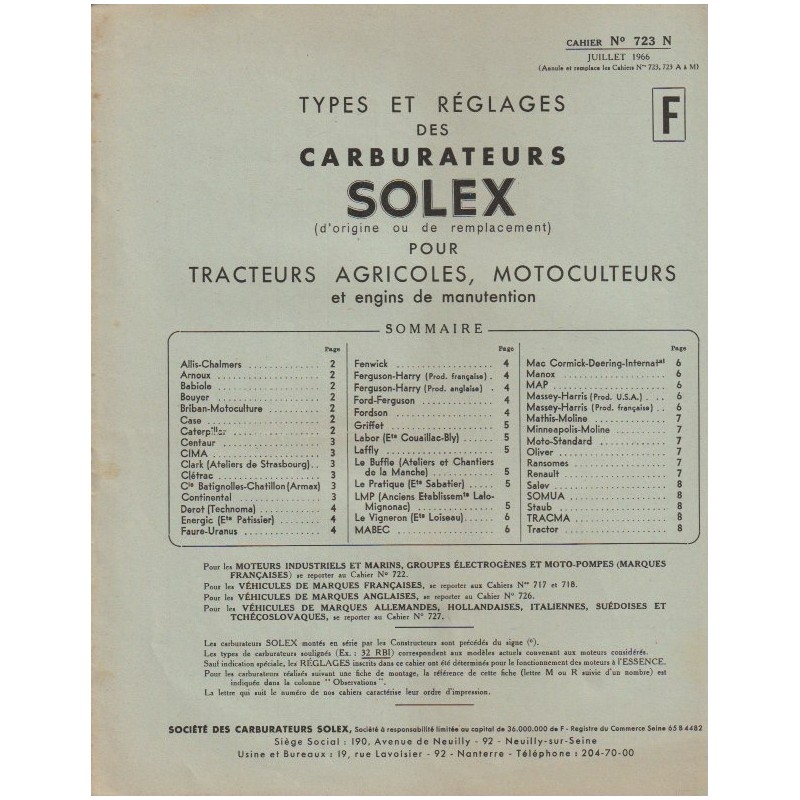 CAHIER Nº 723 N
JUILLET 1966
(Annule et remplace les Cahiers Nos 723, 723 A à M)
TYPES ET RÉGLAGES
F
DES
CARBURATEURS
SOLEX
(d'origine ou de remplacement)
POUR
TRACTEURS AGRICOLES, MOTOCULTEURS
et engins de manutention
SOMMAIRE
Page
Allis-Chalmers 2
Arnoux 2
Babiole 2
Bouyer 2
Briban-Motoculture 2
Case 2
Caterpillar 2
Centaur 3
CIMA 3
Clark (Ateliers de Strasbourg) 3
Clétrac 3
Cie Batignolles-Chatillon (Armax) 3
Continental 3
Derot (Technoma) 4
Energic (Ets Patissier) 4
Faure-Uranus 4
Page
Fenwick 4
Ferguson-Harry (Prod. française) 4
Ferguson-Harry (Prod. anglaise) 4
Ford-Ferguson 4
Fordson 4
Griffet 5
Labor (Ets Couaillac-Bly) 5
Laffly 5
Le Buffle (Ateliers et Chantiers
de la Manche) 5
Le Pratique (Ets Sabatier) 5
LMP (Anciens Etablissemts Lalo-
Mignonac) 5
Le Vigneron (Ets Loiseau) 6
MABEC 6
Page
Mac Cormick-Deering-Internatal 6
Manox 6
MAP 6
Massey-Harris (Prod. U.S.A.) 6
Massey-Harris (Prod. française) 6
Mathis-Moline 7
Minneapolis-Moline 7
Moto-Standard 7
Oliver 7
Ransomes 7
Renault 7
Salev 8
SOMUA 8
Staub 8
TRACMA 8
Tractor 8
Pour les MOTEURS INDUSTRIELS ET MARINS, GROUPES ÉLECTROGÈNES ET MOTO-POMPES (MARQUES
FRANÇAISES) se reporter au Cahier Nº 722.
Pour les VÉHICULES DE MARQUES FRANÇAISES, se reporter aux Cahiers Nos 717 et 718.
Pour les VÉHICULES DE MARQUES ANGLAISES, se reporter au Cahier Nº 726.
Pour les VÉHICULES DE MARQUES ALLEMANDES, HOLLANDAISES, ITALIENNES, SUÉDOISES ET
TCHÉCOSLOVAQUES, se reporter au Cahier Nº 727.
Les carburateurs SOLEX montés en série par les Constructeurs sont précédés du signe (º).
Les types de carburateurs soulignés (Ex. : 32 RBI) correspondent aux modèles actuels convenant aux moteurs considérés.
Sauf indication spéciale, les RÉGLAGES inscrits dans ce cahier ont été déterminés pour le fonctionnement des moteurs à l'ESSENCE.
Pour les carburateurs réalisés suivant une fiche de montage, la référence de cette fiche (lettre M ou R suivie d'un nombre) est
indiquée dans la colonne "Observations".
La lettre qui suit le numéro de nos cahiers caractérise leur ordre d'impression.
SOCIÉTÉ DES CARBURATEURS SOLEX, Société à responsabilité limitée au capital de 36.000.000 de F - Registre du Commerce Seine 65 B 4482
Siège Social : 190, Avenue de Neuilly - 92 - Neuilly-sur-Seine
Usine et Bureaux : 19, rue Lavoisier - 92 - Nanterre - Téléphone : 204-70-00